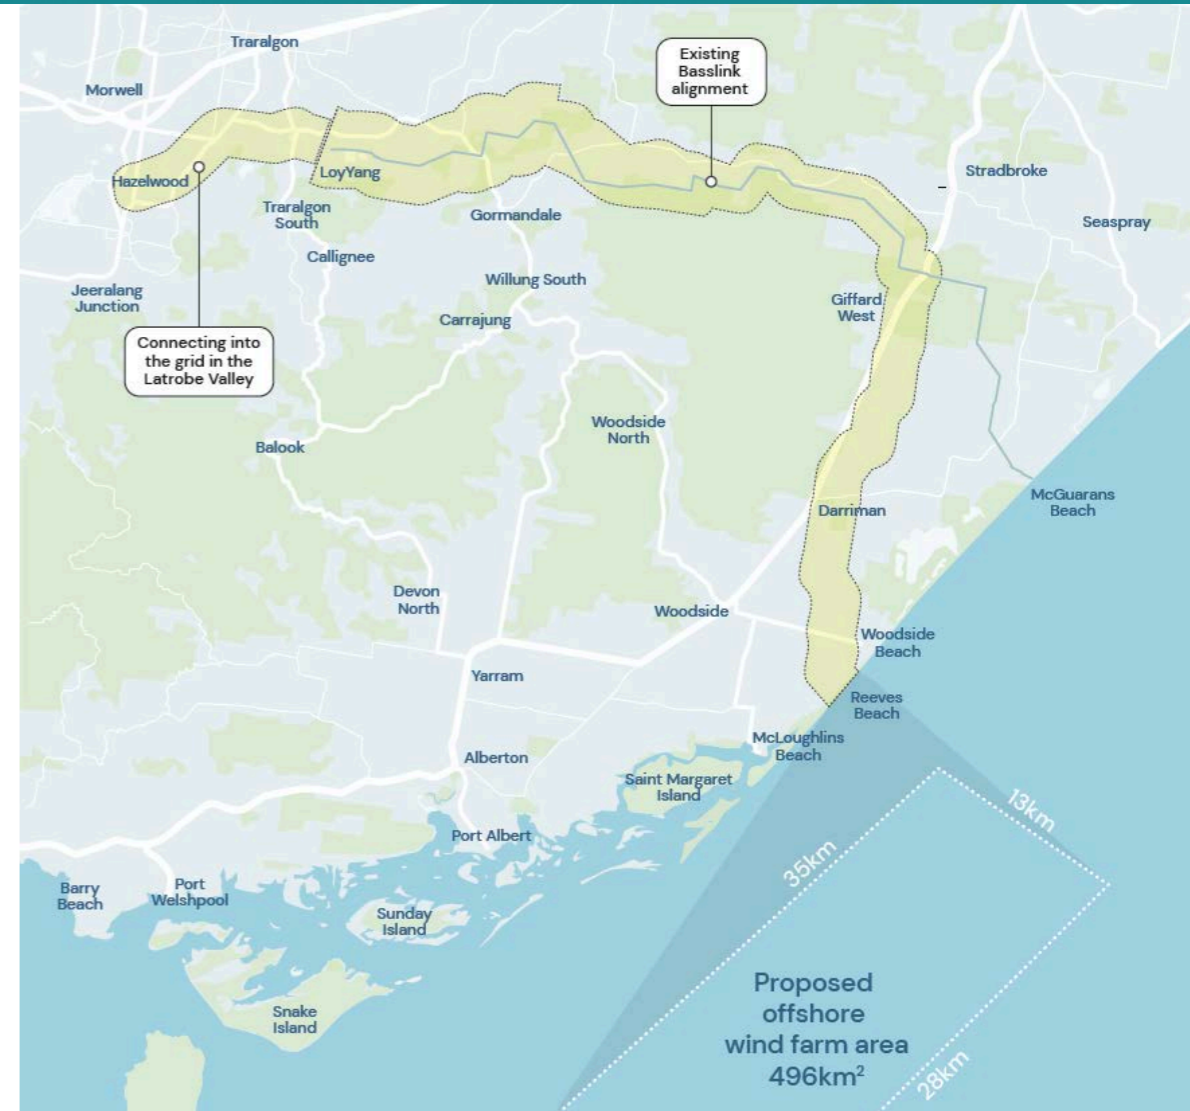 Traralgon
Existing
Basslink
alignment
Morwell
Stradbroke
LoyYang
Hazelwood
Traralgon
South
Gormandale
Seaspray
Callignee
Willung South
Jeeralang
Junction
Giffard
West
Carrajung
Connecting into
the grid in the
Latrobe Valley
Woodside
North
Balook
McGuarans
Beach
Darriman
Devon
North
Woodside
Woodside
Beach
Yarram
Reeves
Beach
McLoughlins
Beach
Alberton
Saint Margaret
Island
13km
Port Albert
35km
Barry
Beach
Port
Welshpool
Sunday
Island
Proposed
offshore
wind farm area
496km²
Snake
Island
28km